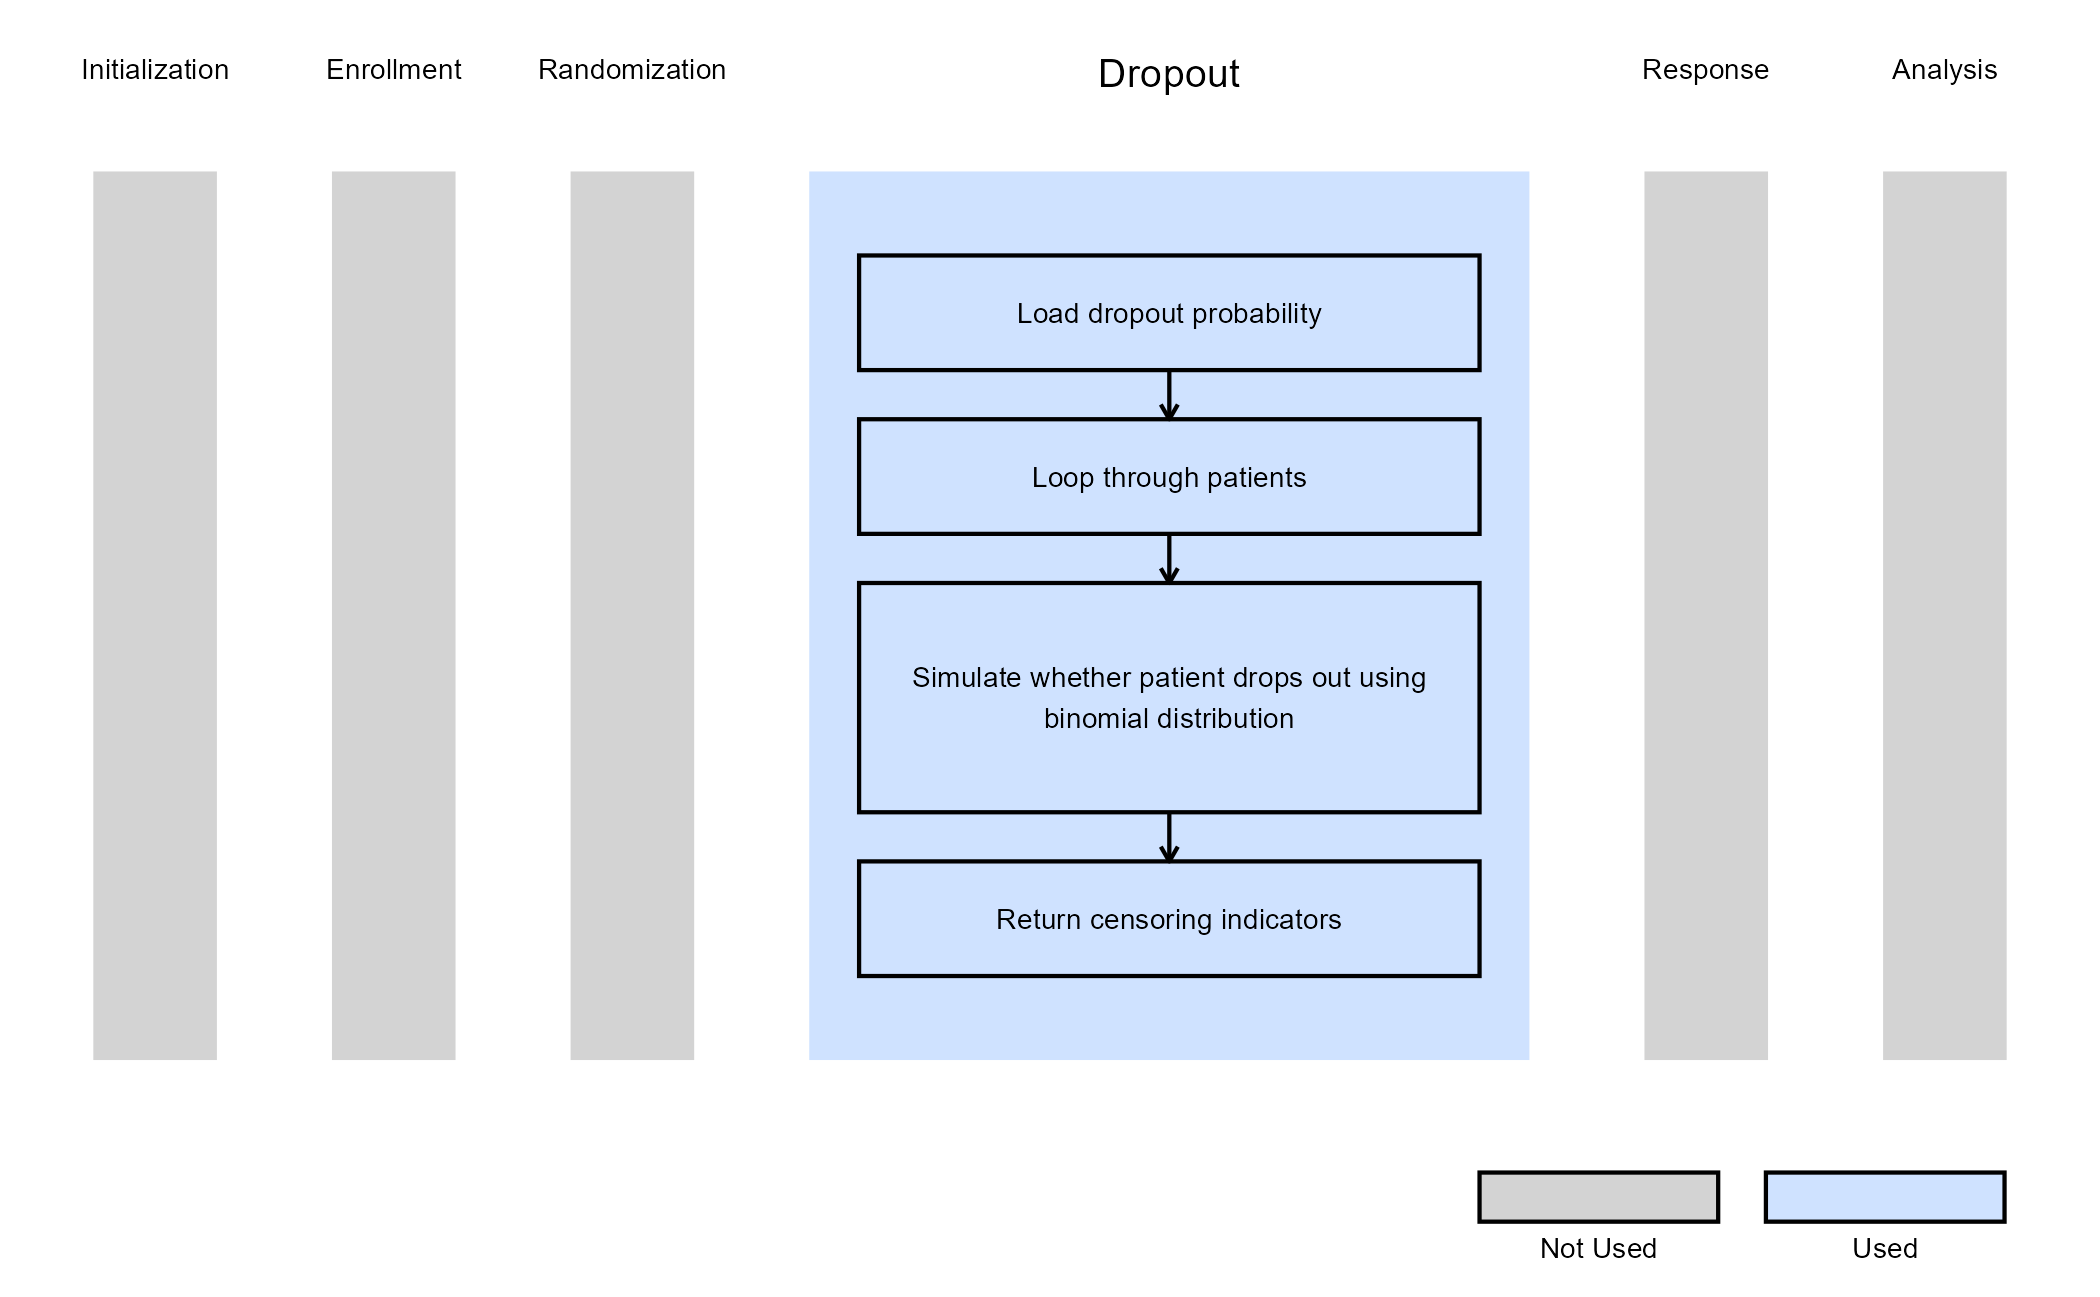 Initialization
Enrollment
Randomization
Dropout
Response
Analysis
Load dropout probability
Loop through patients
Simulate whether patient drops out using
binomial distribution
Return censoring indicators
Not Used
Used